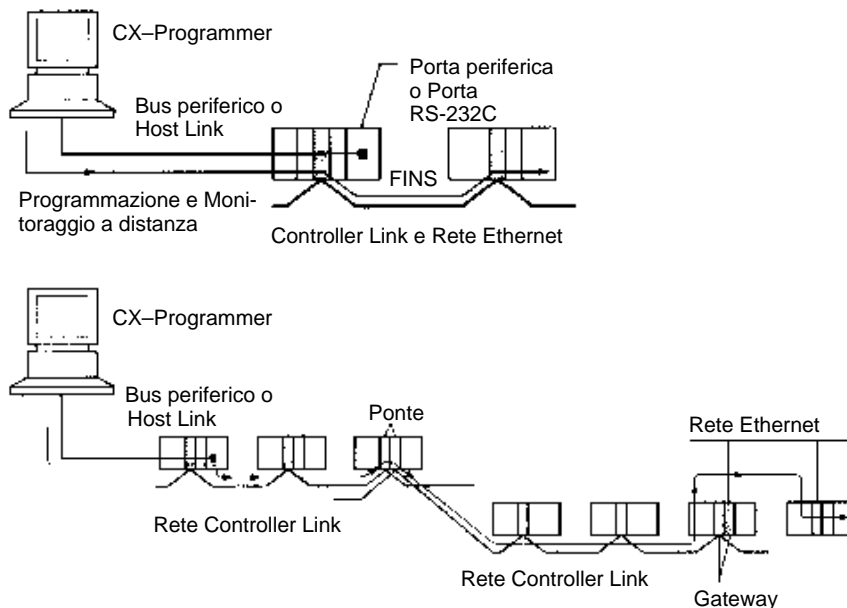 CX–Programmer
Porta periferica
o Porta
RS-232C
Bus periferico o
Host Link
FINS
Programmazione e Moni-
toraggio a distanza
Controller Link e Rete Ethernet
CX–Programmer
Bus periferico o
Host Link
Ponte
Rete Ethernet
Rete Controller Link
Rete Controller Link
Gateway